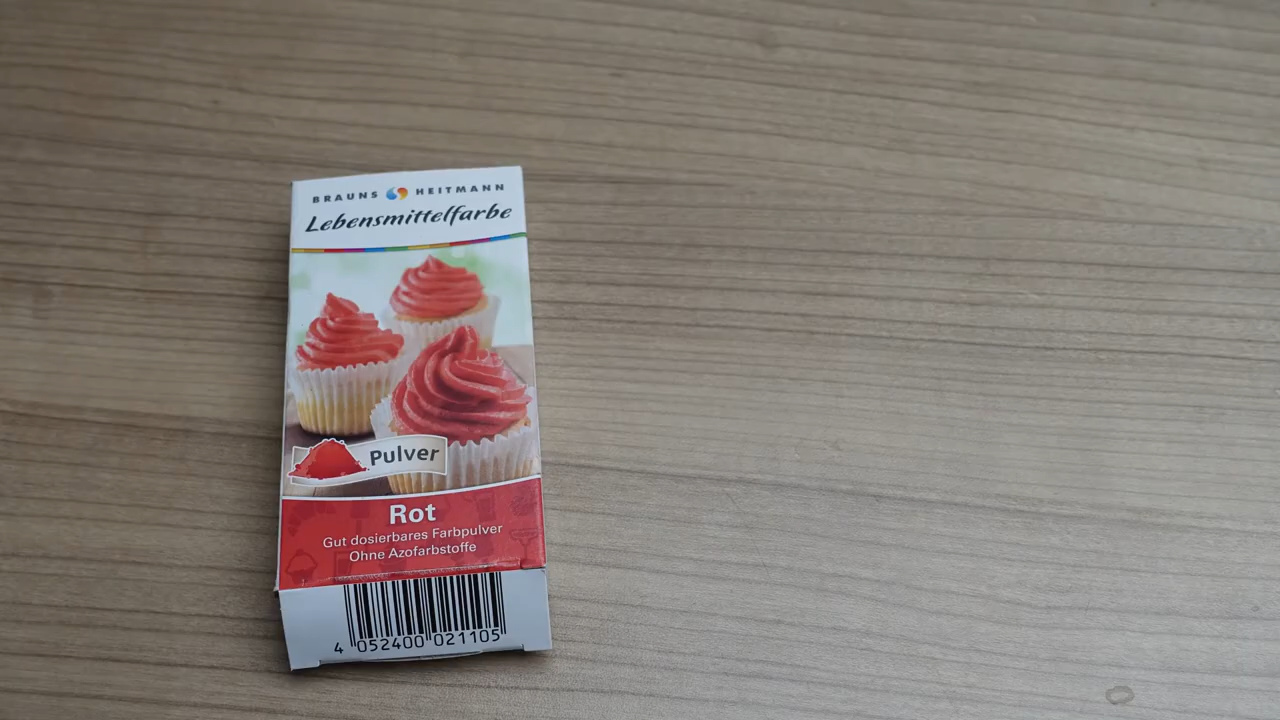 BRAUNS HEITMANN
Lebensmittelfarbe
Pulver
Rot
Gut dosierbares Farbpulver
Ohne Azofarbstoffe
4 052400 021105